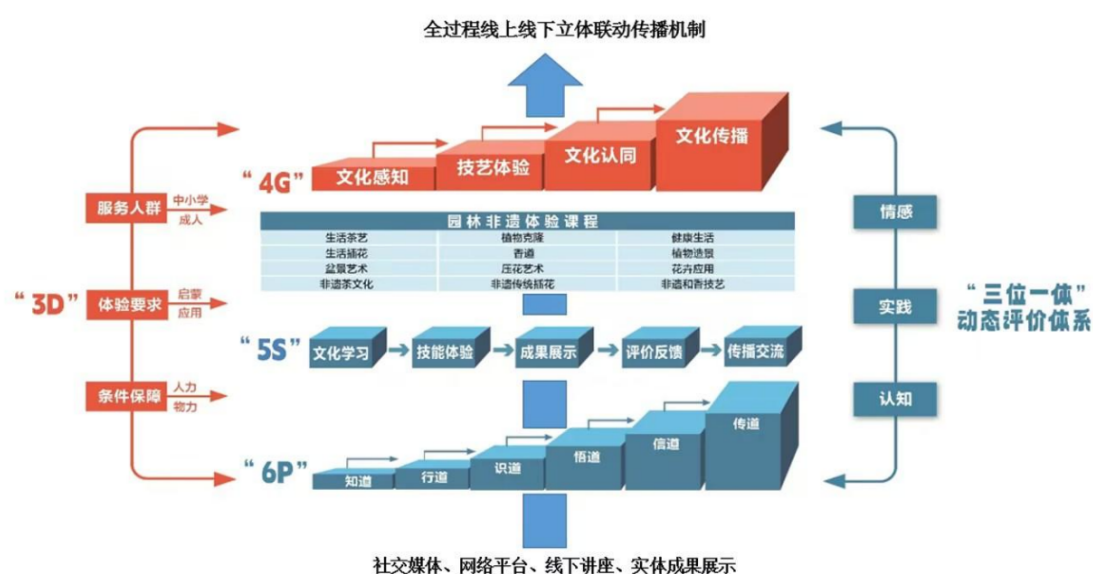 全过程线上线下立体联动传播机制
“4G”
文化感知
技艺体验
文化认同
文化传播
“3D”
服务人群
中小学
成人
体验要求
启蒙
应用
条件保障
人力
物力
园林非遗体验课程
生活茶艺 植物克隆 健康生活
生活插花 香道 植物造景
盆景艺术 压花艺术 花卉应用
非遗茶文化 非遗传统插花 非遗和香技艺
“5S”
文化学习
技能体验
成果展示
评价反馈
传播交流
“6P”
知道
行道
识道
悟道
信道
传道
情感
实践
认知
“三位一体”
动态评价体系
社交媒体、网络平台、线下讲座、实体成果展示